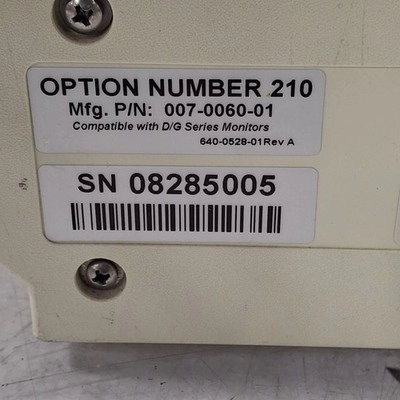 OPTION NUMBER 210
Mfg. P/N: 007-0060-01
Compatible with D/G Series Monitors
640-0528-01Rev A
SN 08285005